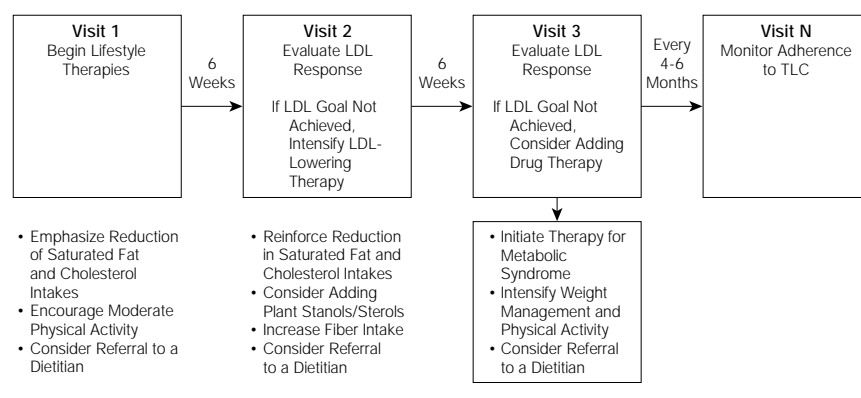 Visit 1
Begin Lifestyle
Therapies
6
Weeks
Visit 2
Evaluate LDL
Response
If LDL Goal Not
Achieved,
Intensify LDL-
Lowering
Therapy
6
Weeks
Visit 3
Evaluate LDL
Response
If LDL Goal Not
Achieved,
Consider Adding
Drug Therapy
Every
4-6
Months
Visit N
Monitor Adherence
to TLC
• Emphasize Reduction
of Saturated Fat
and Cholesterol
Intakes
• Encourage Moderate
Physical Activity
• Consider Referral to a
Dietitian
• Reinforce Reduction
in Saturated Fat and
Cholesterol Intakes
• Consider Adding
Plant Stanols/Sterols
• Increase Fiber Intake
• Consider Referral
to a Dietitian
• Initiate Therapy for
Metabolic
Syndrome
• Intensify Weight
Management and
Physical Activity
• Consider Referral
to a Dietitian